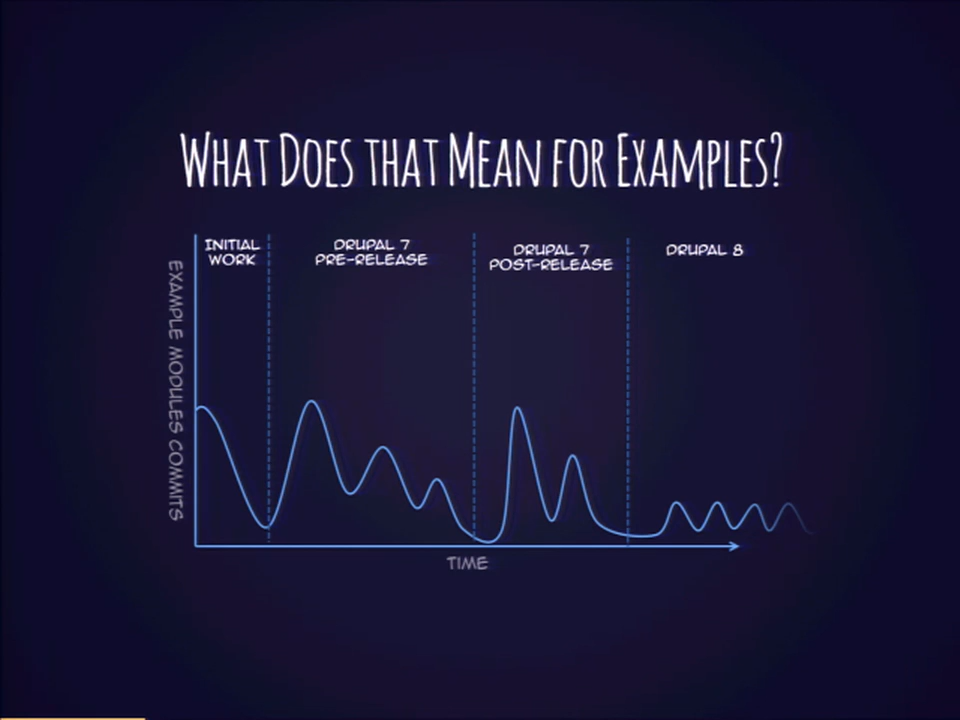 What Does that Mean for Examples?
INITIAL
WORK
DRUPAL 7
PRE-RELEASE
DRUPAL 7
POST-RELEASE
DRUPAL 8
EXAMPLE MODULES COMMITS
TIME